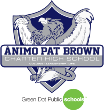 ANIMO PAT BROWN
CHARTER HIGH SCHOOL
Green Dot Public schools